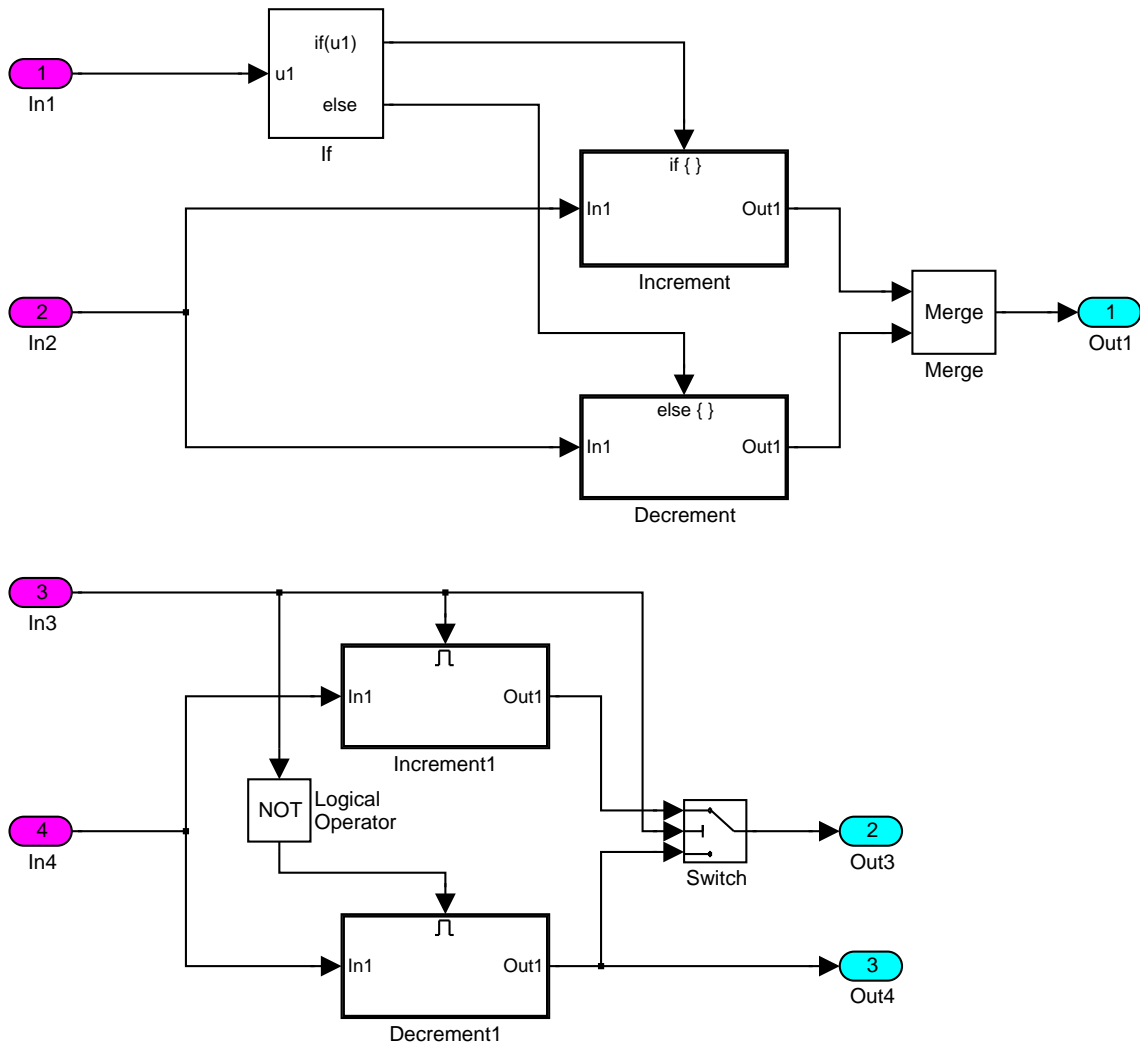 if(u1)
1
u1
In1
else
If
if { }
In1
Out1
Increment
2
Merge
1
In2
Out1
Merge
else { }
In1
Out1
Decrement
3
In3
In1
Out1
Increment1
NOT
Logical
Operator
4
In4
2
Out3
Switch
In1
Out1
3
Out4
Decrement1